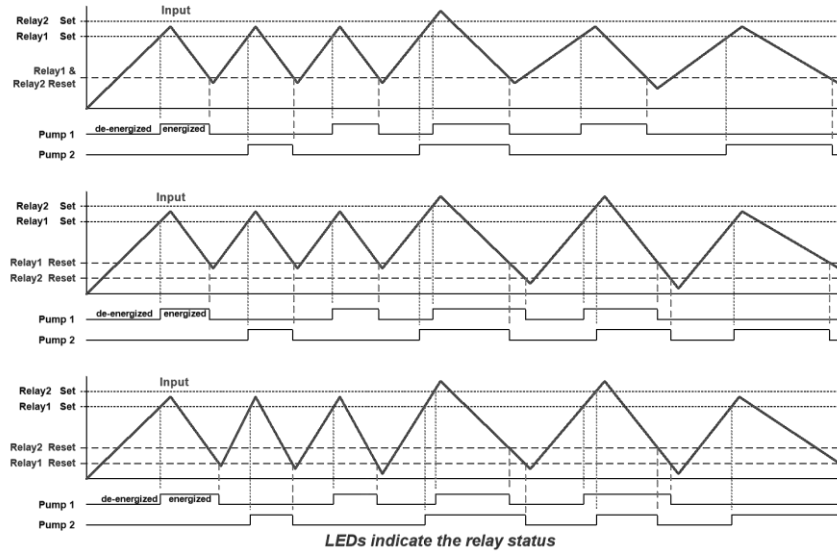 Input
Relay2 Set
Relay1 Set
Relay1 &
Relay2 Reset
de-energized energized
Pump 1
Pump 2
Input
Relay2 Set
Relay1 Set
Relay1 Reset
Relay2 Reset
de-energized energized
Pump 1
Pump 2
Input
Relay2 Set
Relay1 Set
Relay2 Reset
Relay1 Reset
de-energized energized
Pump 1
Pump 2
LEDs indicate the relay status